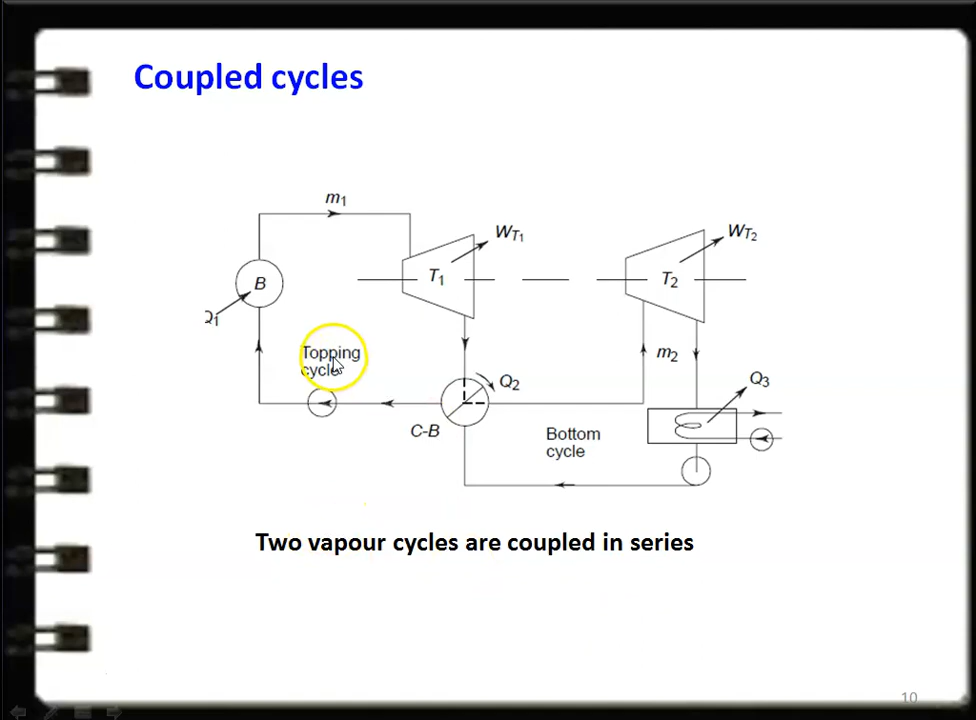 Coupled cycles
m1
WT1
WT2
T1
T2
B
Q1
Topping
cycle
m2
Q2
Q3
C-B
Bottom
cycle
Two vapour cycles are coupled in series
10